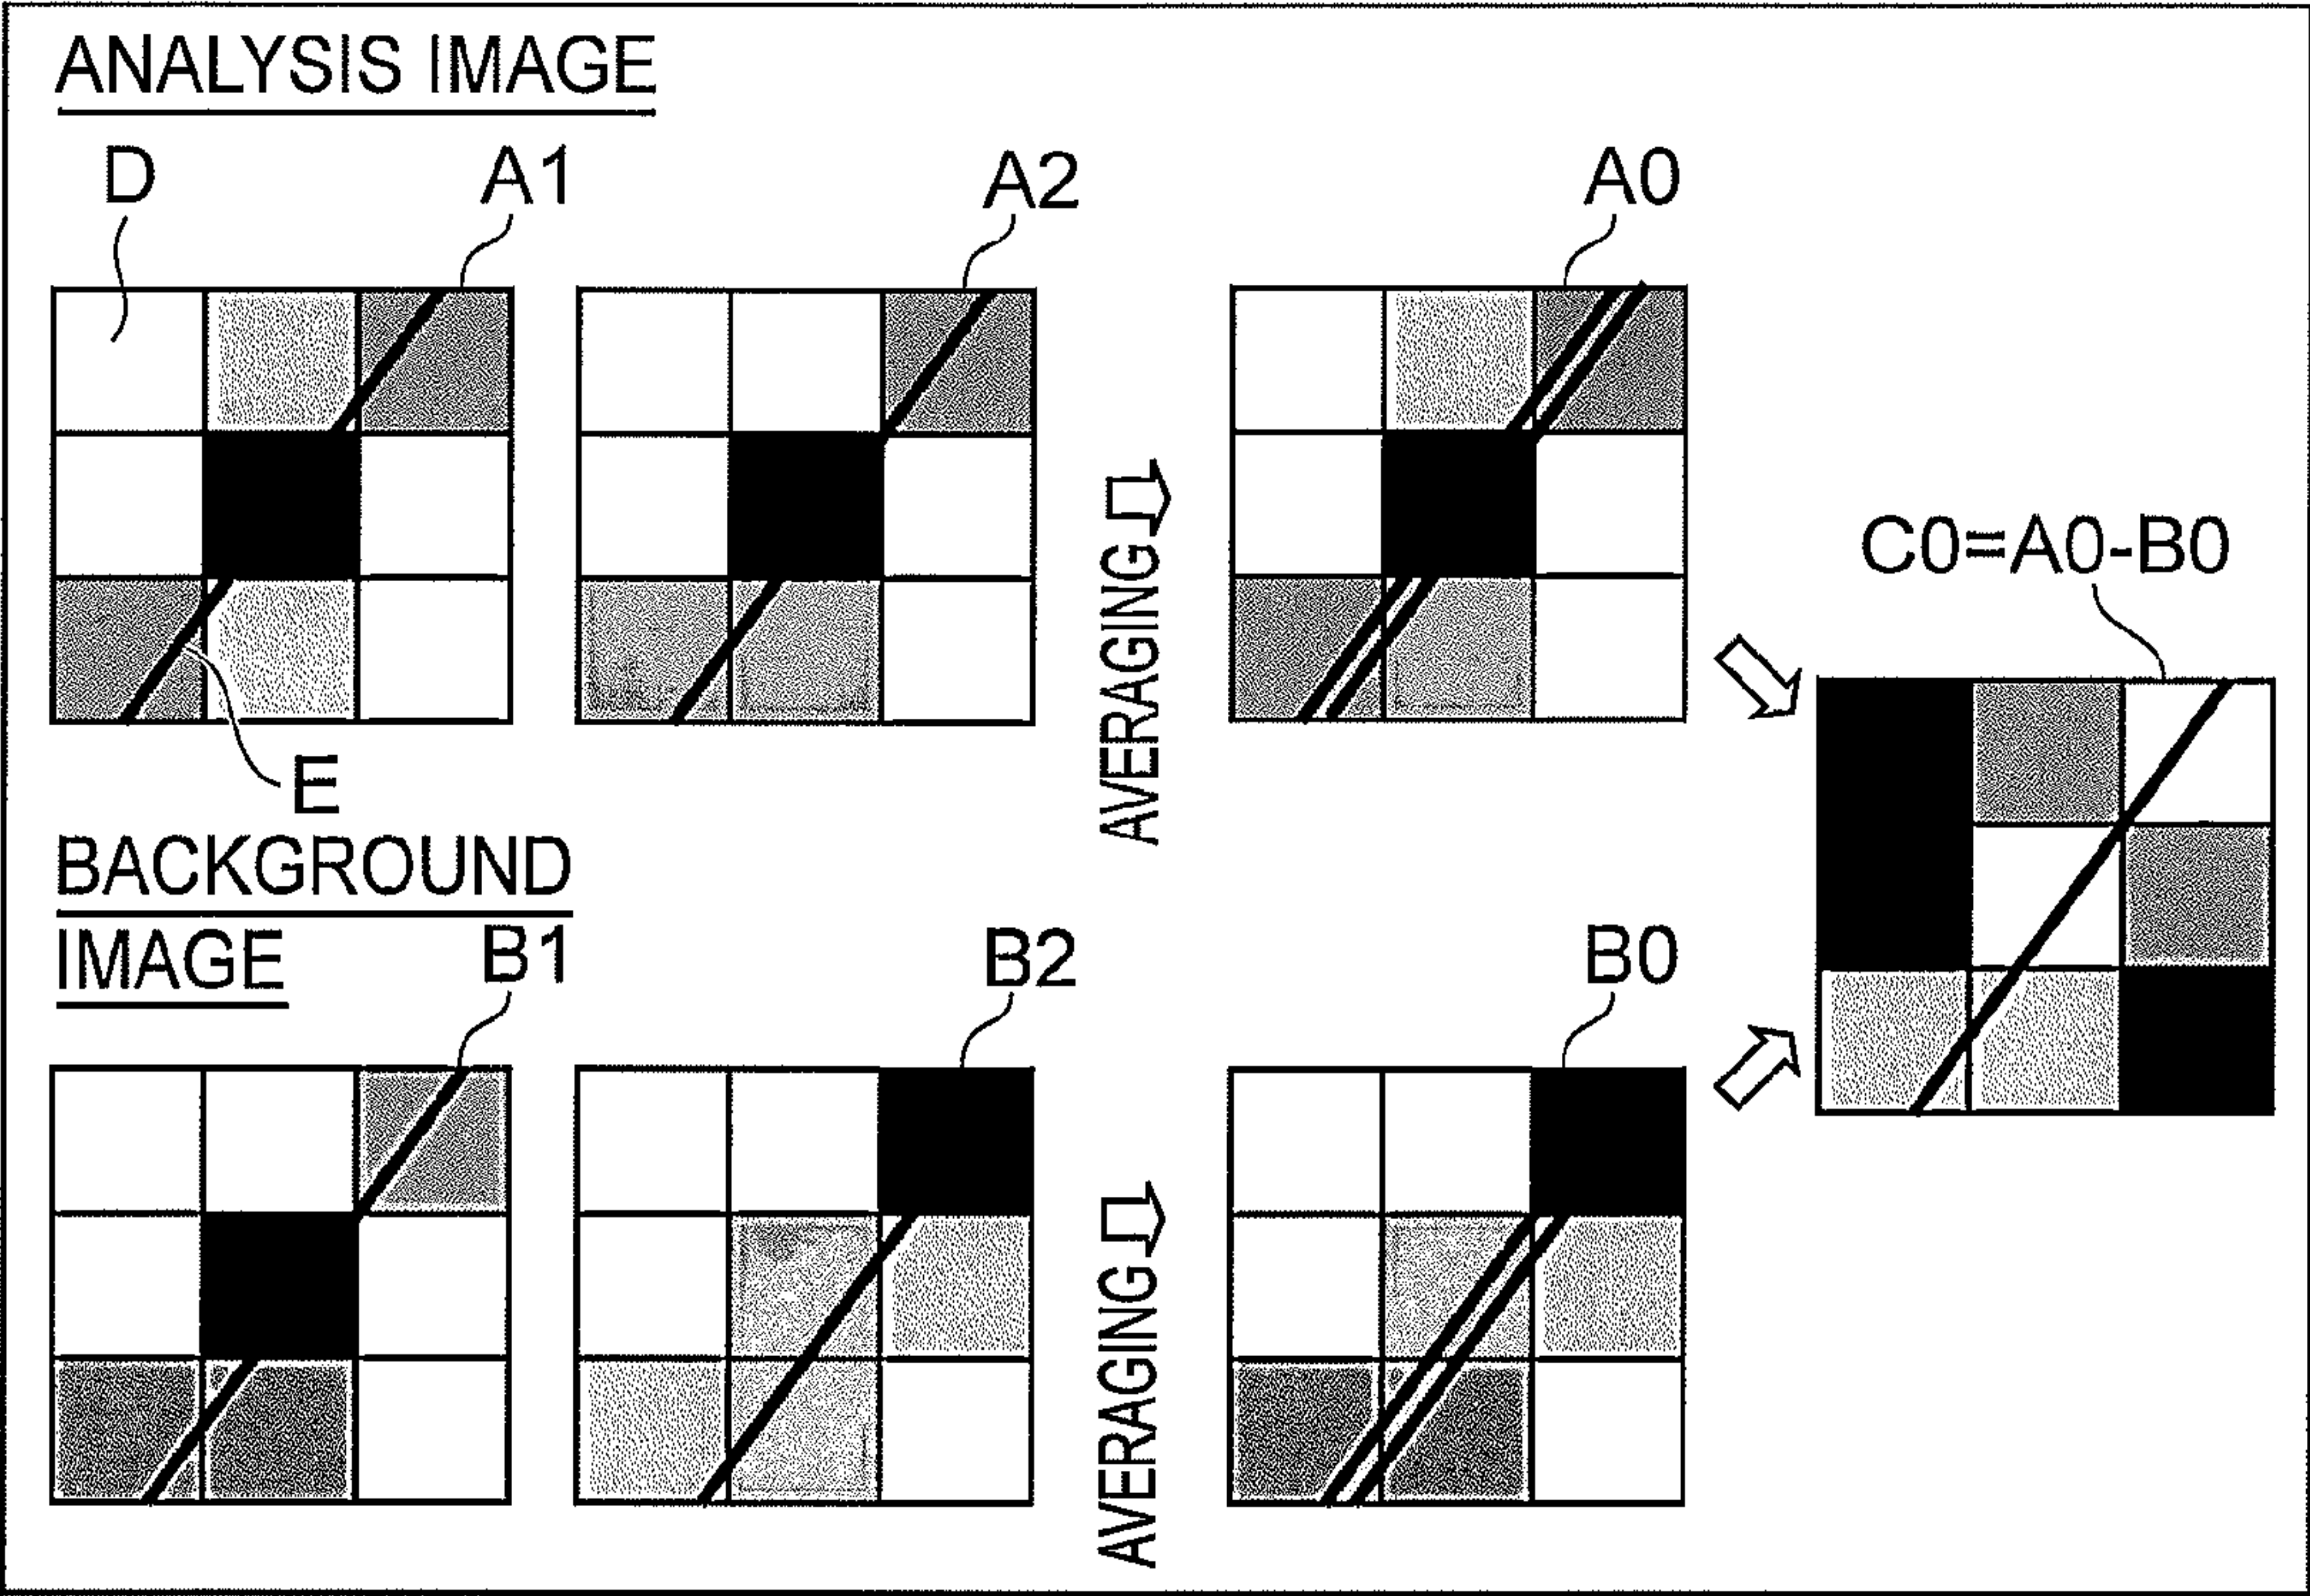 ANALYSIS IMAGE
D
A1
A2
A0
AVERAGING
C0=A0-B0
E
BACKGROUND
IMAGE
B1
B2
B0
AVERAGING